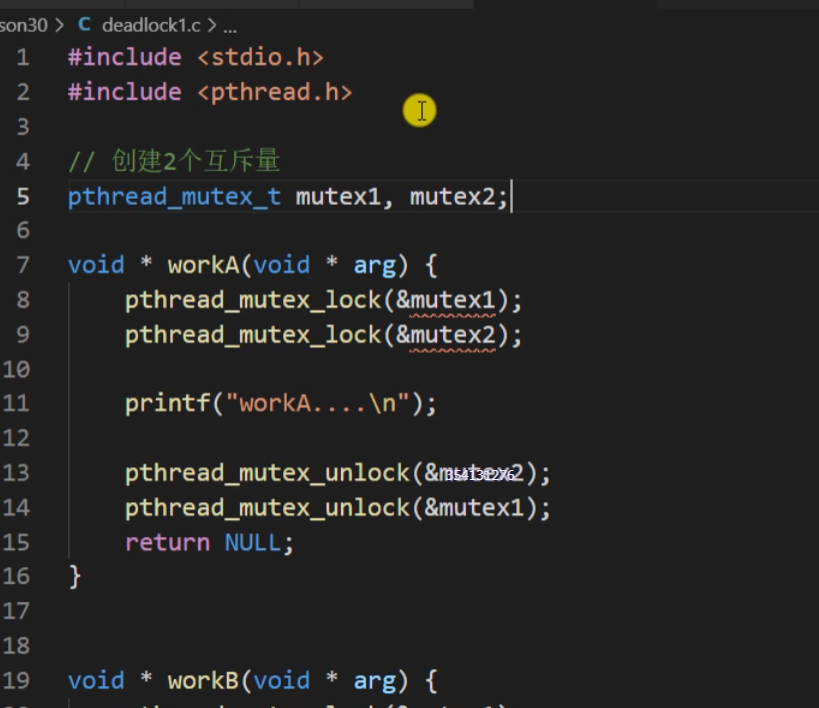 son30 > C deadlock1.c > ...
1 #include <stdio.h>
2 #include <pthread.h>
3
4 // 创建2个互斥量
5 pthread_mutex_t mutex1, mutex2;
6
7 void * workA(void * arg) {
8 pthread_mutex_lock(&mutex1);
9 pthread_mutex_lock(&mutex2);
10
11 printf("workA....\n");
12
13 pthread_mutex_unlock(&mutex2);
354131276
14 pthread_mutex_unlock(&mutex1);
15 return NULL;
16 }
17
18
19 void * workB(void * arg) {